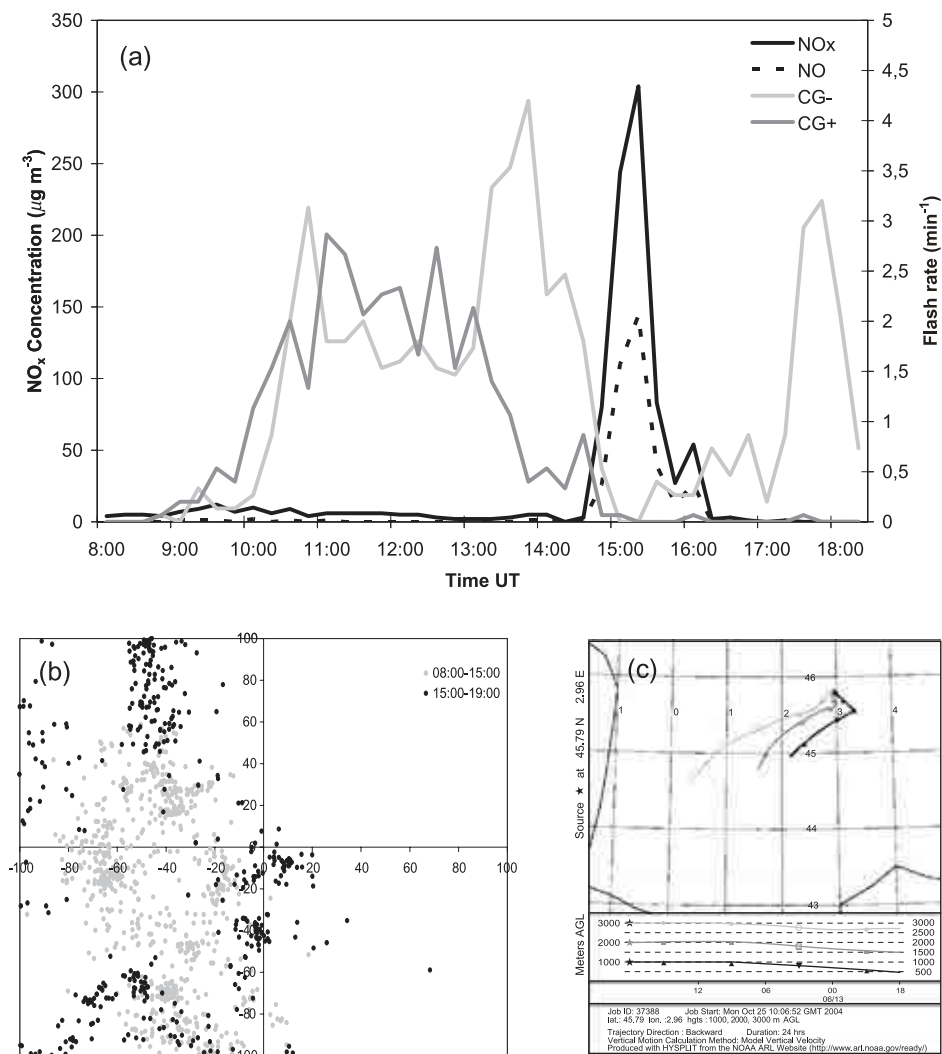 (a)
NOx
NO
CG-
CG+
350
300
250
200
150
100
50
0
NOx Concentration (µg m-3)
5
4,5
4
3,5
3
2,5
2
1,5
1
0,5
0
Flash rate (min-1)
8:00 9:00 10:00 11:00 12:00 13:00 14:00 15:00 16:00 17:00 18:00
Time UT
(b)
08:00-15:00
15:00-19:00
100
80
60
40
20
0
-100 -80 -60 -40 -20 0 20 40 60 80 100
-20
-40
-60
-80
-100
(c)
Source ★ at 45.79 N 2.96 E
46
1 0 1 2 3 4
45
44
43
Meters AGL
3000 3000
2500
2000 2000
1500
1000 1000
500
12 06 00 18
06/13
Job ID: 37388 Job Start: Mon Oct 25 10:06:52 GMT 2004
lat.: 45.79 lon. :2.96 hgts : 1000, 2000, 3000 m AGL
Trajectory Direction : Backward Duration: 24 hrs
Vertical Motion Calculation Method: Model Vertical Velocity
Produced with HYSPLIT from the NOAA ARL Website (http://www.arl.noaa.gov/ready/)